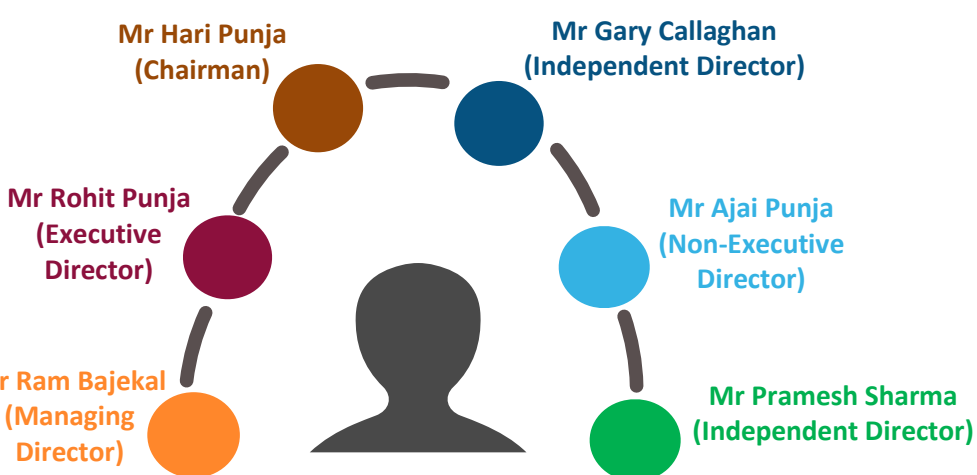 Mr Hari Punja
(Chairman)
Mr Gary Callaghan
(Independent Director)
Mr Rohit Punja
(Executive
Director)
Mr Ajai Punja
(Non-Executive
Director)
r Ram Bajekal
(Managing
Director)
Mr Pramesh Sharma
(Independent Director)